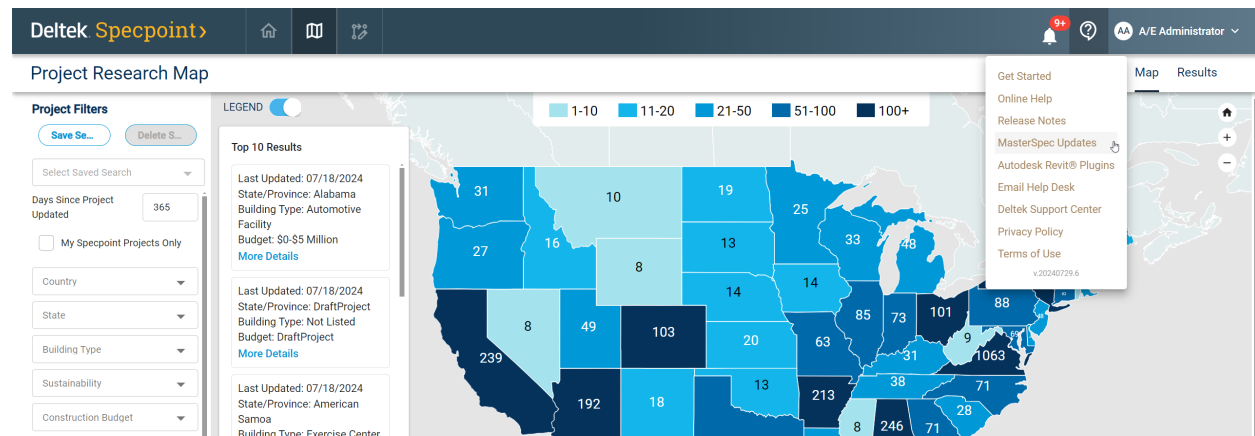 Deltek Specpoint>
9+
AA A/E Administrator
Project Research Map
Map Results
Get Started
Online Help
Release Notes
MasterSpec Updates
Autodesk Revit® Plugins
Email Help Desk
Deltek Support Center
Privacy Policy
Terms of Use
v.20240729.6
Project Filters
Save Se...
Delete S...
Select Saved Search
Days Since Project
Updated
365
My Specpoint Projects Only
Country
State
Building Type
Sustainability
Construction Budget
LEGEND
1-10
11-20
21-50
51-100
100+
Top 10 Results
Last Updated: 07/18/2024
State/Province: Alabama
Building Type: Automotive
Facility
Budget: $0-$5 Million
More Details
Last Updated: 07/18/2024
State/Province: DraftProject
Building Type: Not Listed
Budget: DraftProject
More Details
Last Updated: 07/18/2024
State/Province: American
Samoa
Building Type: Exercise Center
31
10
19
25
27
16
8
13
33
48
14
14
8
49
103
20
63
85
73
101
88
239
9
69
1063
31
192
18
13
213
38
71
28
8
246
71